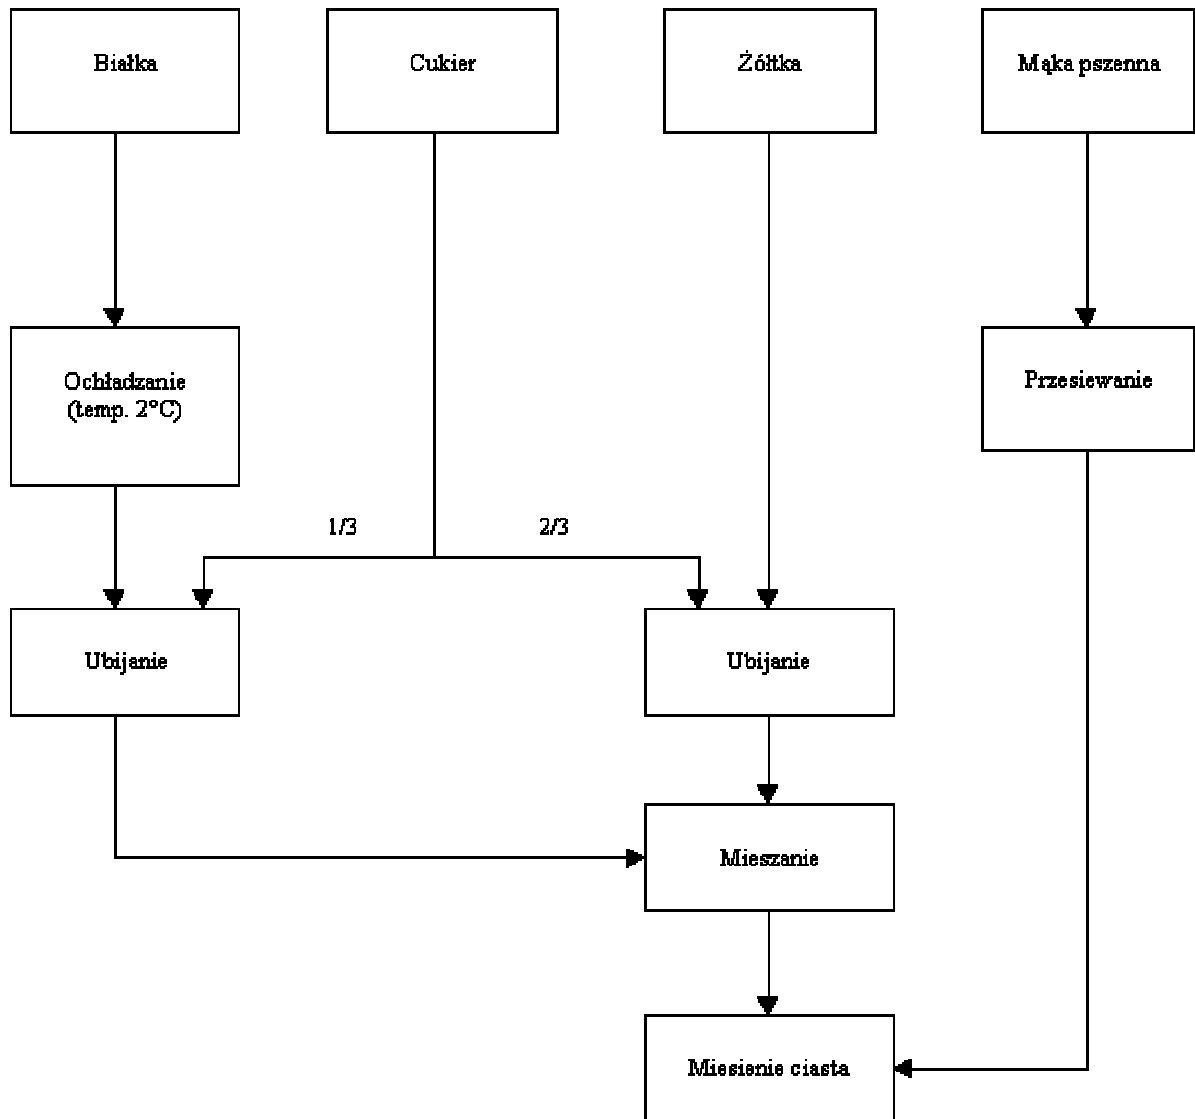 Białka
Cukier
Żółtka
Mąka pszenna
Ochładzanie
(temp. 2°C)
Przesiewanie
1/3
2/3
Ubijanie
Ubijanie
Mieszanie
Miesienie ciasta